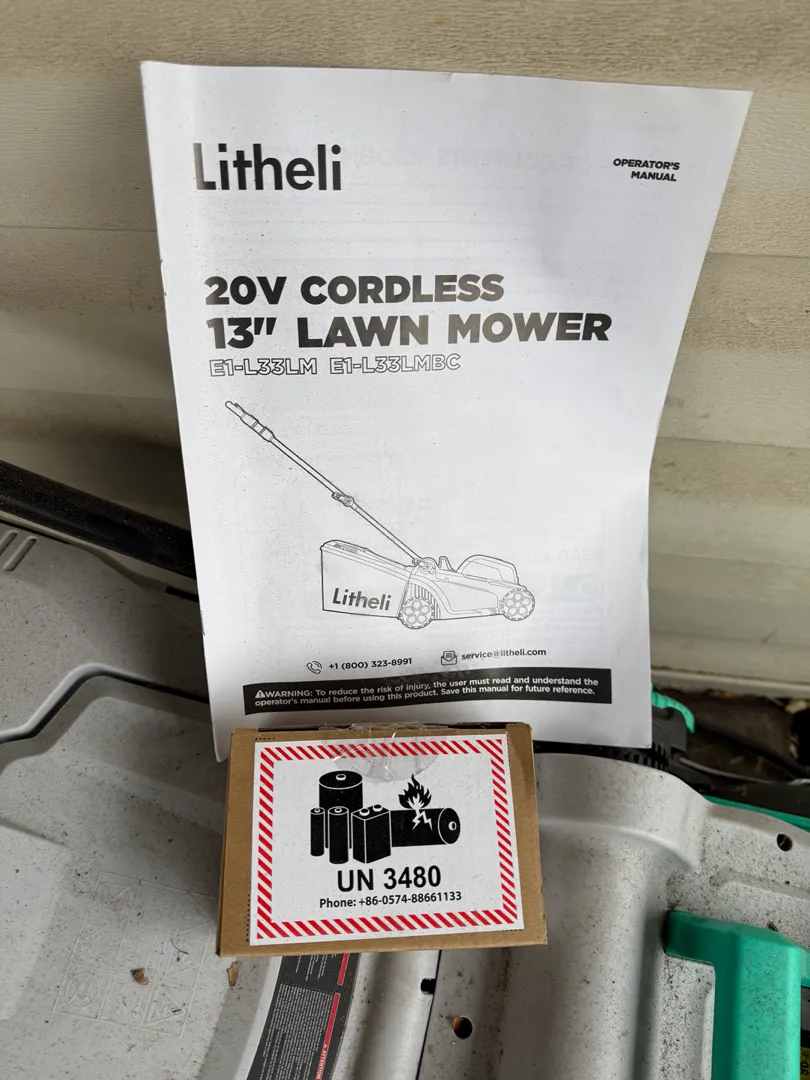 Litheli
OPERATOR'S
MANUAL
20V CORDLESS
13" LAWN MOWER
E1-L33LM E1-L33LMBC
Litheli
+1 (800) 323-8991
service@litheli.com
⚠WARNING: To reduce the risk of injury, the user must read and understand the
operator's manual before using this product. Save this manual for future reference.
UN 3480
Phone: +86-0574-88661133